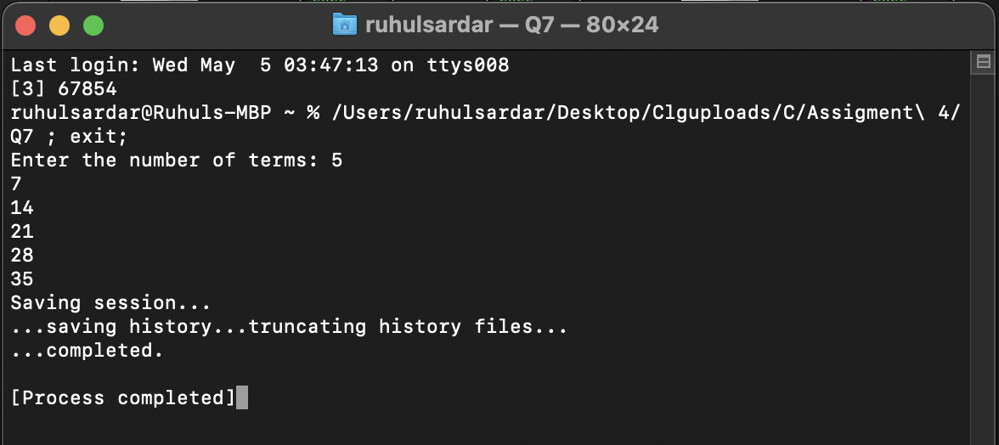 ruhulsardar — Q7 — 80×24
Last login: Wed May  5 03:47:13 on ttys008
[3] 67854
ruhulsardar@Ruhuls-MBP ~ % /Users/ruhulsardar/Desktop/Clguploads/C/Assigment\ 4/
Q7 ; exit;
Enter the number of terms: 5
7
14
21
28
35
Saving session...
...saving history...truncating history files...
...completed.
[Process completed]